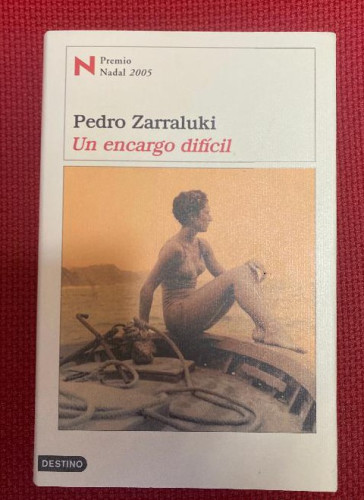 N Premio
Nadal 2005
Pedro Zarraluki
Un encargo difícil
DESTINO